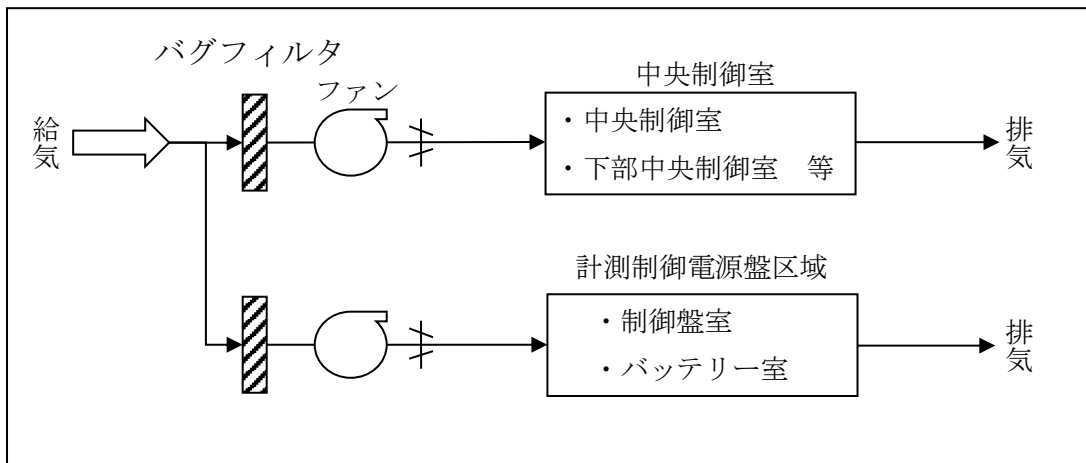 バグフィルタ
ファン
給気
中央制御室
・中央制御室
・下部中央制御室　等
排気
計測制御電源盤区域
・制御盤室
・バッテリー室
排気